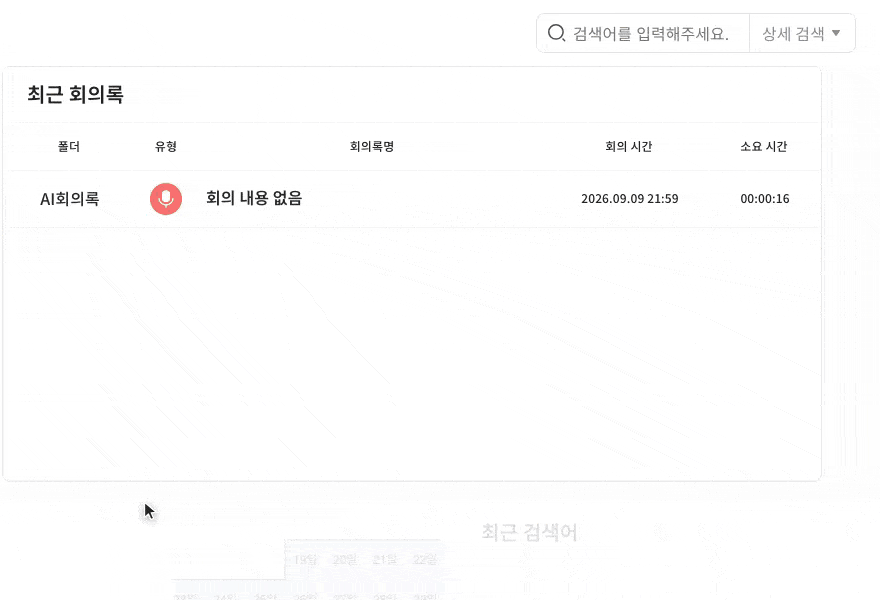 검색어를 입력해주세요. 상세 검색
최근 회의록
폴더 유형 회의록명 회의 시간 소요 시간
AI회의록 회의 내용 없음 2026.09.09 21:59 00:00:16
최근 검색어
19일 20일 21일 22일